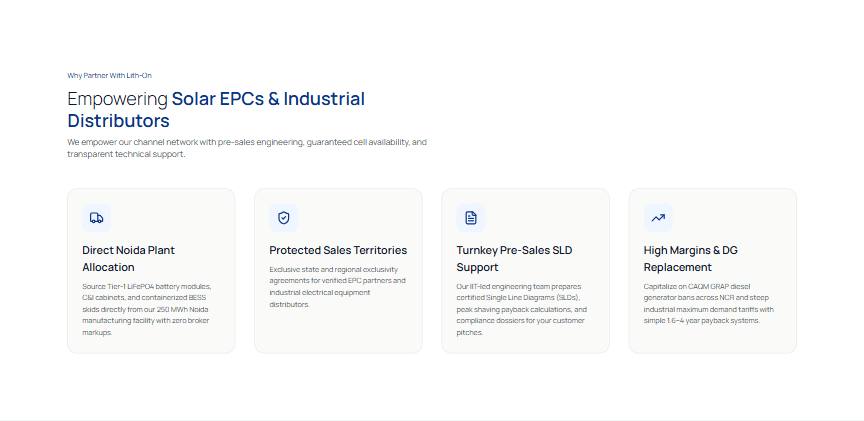 Why Partner With Lith-On
Empowering Solar EPCs & Industrial
Distributors
We empower our channel network with pre-sales engineering, guaranteed cell availability, and
transparent technical support.
Direct Noida Plant
Allocation
Source Tier-1 LiFePO4 battery modules,
C&I cabinets, and containerized BESS
skids directly from our 250 MWh Noida
manufacturing facility with zero broker
markups.
Protected Sales Territories
Exclusive state and regional exclusivity
agreements for verified EPC partners and
industrial electrical equipment
distributors.
Turnkey Pre-Sales SLD
Support
Our IIT-led engineering team prepares
certified Single Line Diagrams (SLDs),
peak shaving payback calculations, and
compliance dossiers for your customer
pitches.
High Margins & DG
Replacement
Capitalize on CAQM GRAP diesel
generator bans across NCR and steep
industrial maximum demand tariffs with
simple 1.6–4 year payback systems.